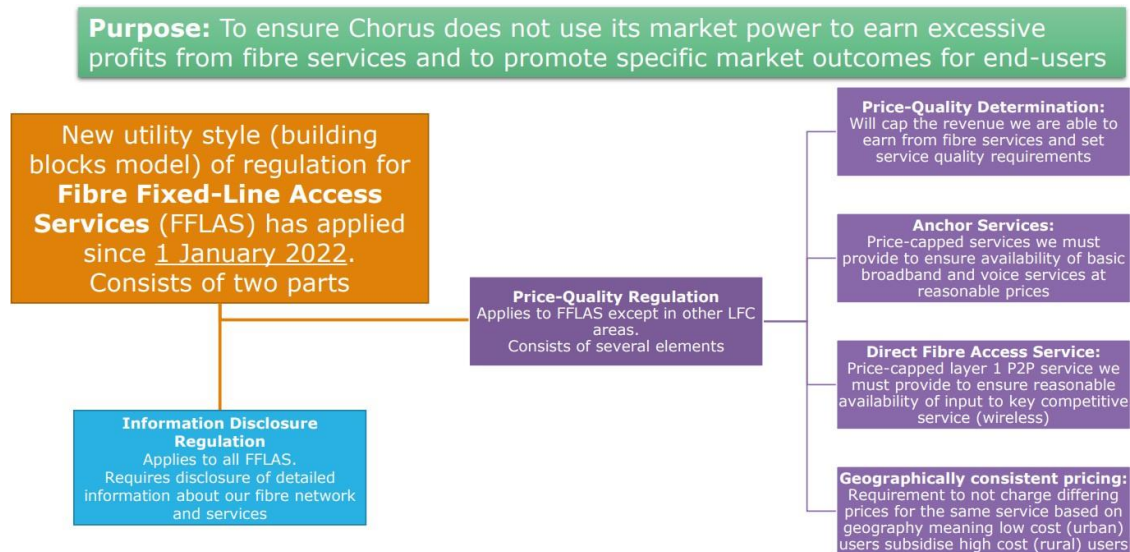 Purpose: To ensure Chorus does not use its market power to earn excessive
profits from fibre services and to promote specific market outcomes for end-users
New utility style (building
blocks model) of regulation for
Fibre Fixed-Line Access
Services (FFLAS) has applied
since 1 January 2022.
Consists of two parts
Information Disclosure
Regulation
Applies to all FFLAS.
Requires disclosure of detailed
information about our fibre network
and services
Price-Quality Regulation
Applies to FFLAS except in other LFC
areas.
Consists of several elements
Price-Quality Determination:
Will cap the revenue we are able to
earn from fibre services and set
service quality requirements
Anchor Services:
Price-capped services we must
provide to ensure availability of basic
broadband and voice services at
reasonable prices
Direct Fibre Access Service:
Price-capped layer 1 P2P service we
must provide to ensure reasonable
availability of input to key competitive
service (wireless)
Geographically consistent pricing:
Requirement to not charge differing
prices for the same service based on
geography meaning low cost (urban)
users subsidise high cost (rural) users